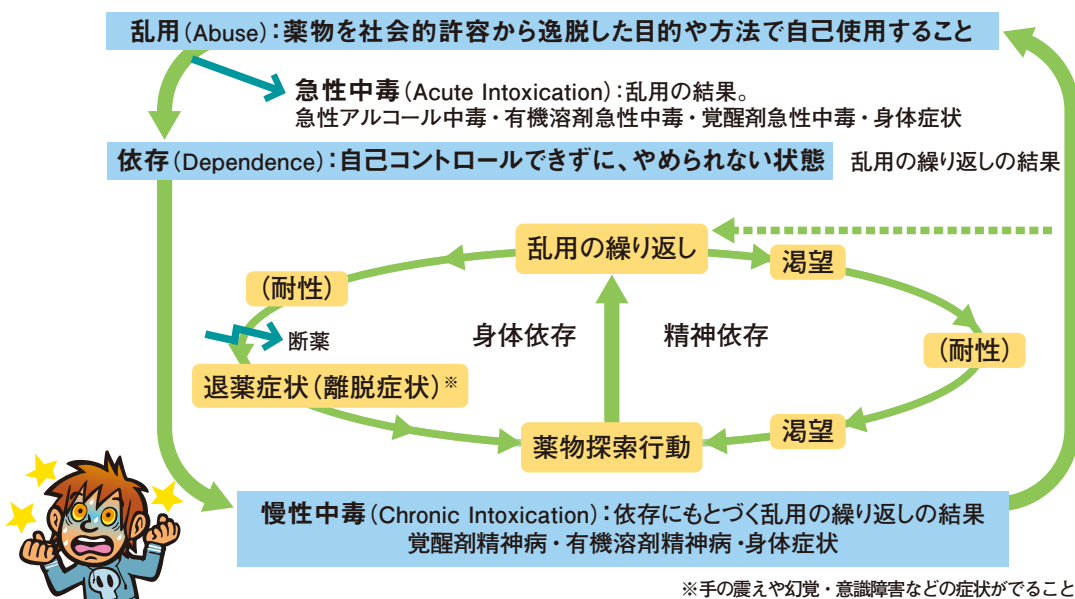 乱用(Abuse):薬物を社会的許容から逸脱した目的や方法で自己使用すること
急性中毒(Acute Intoxication):乱用の結果。
急性アルコール中毒・有機溶剤急性中毒・覚醒剤急性中毒・身体症状
依存(Dependence):自己コントロールできずに、やめられない状態
乱用の繰り返しの結果
乱用の繰り返し
渇望
(耐性)
断薬
身体依存
精神依存
(耐性)
退薬症状(離脱症状)※
渇望
薬物探索行動
慢性中毒(Chronic Intoxication):依存にもとづく乱用の繰り返しの結果
覚醒剤精神病・有機溶剤精神病・身体症状
※手の震えや幻覚・意識障害などの症状がでること